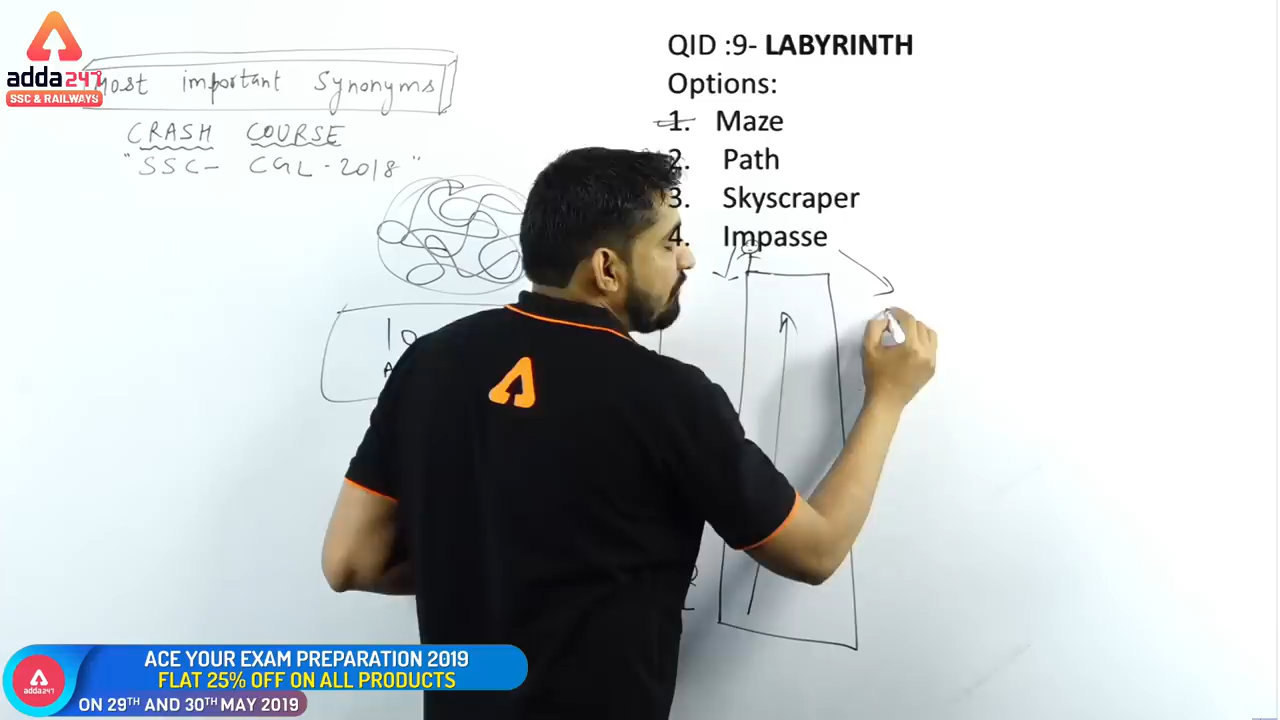 adda247
SSC & RAILWAYS
Most important Synonyms
CRASH COURSE
"SSC- CGL-2018"
10
A
QID :9- LABYRINTH
Options:
1. Maze
2. Path
3. Skyscraper
4. Impasse
adda247
ACE YOUR EXAM PREPARATION 2019
FLAT 25% OFF ON ALL PRODUCTS
ON 29TH AND 30TH MAY 2019